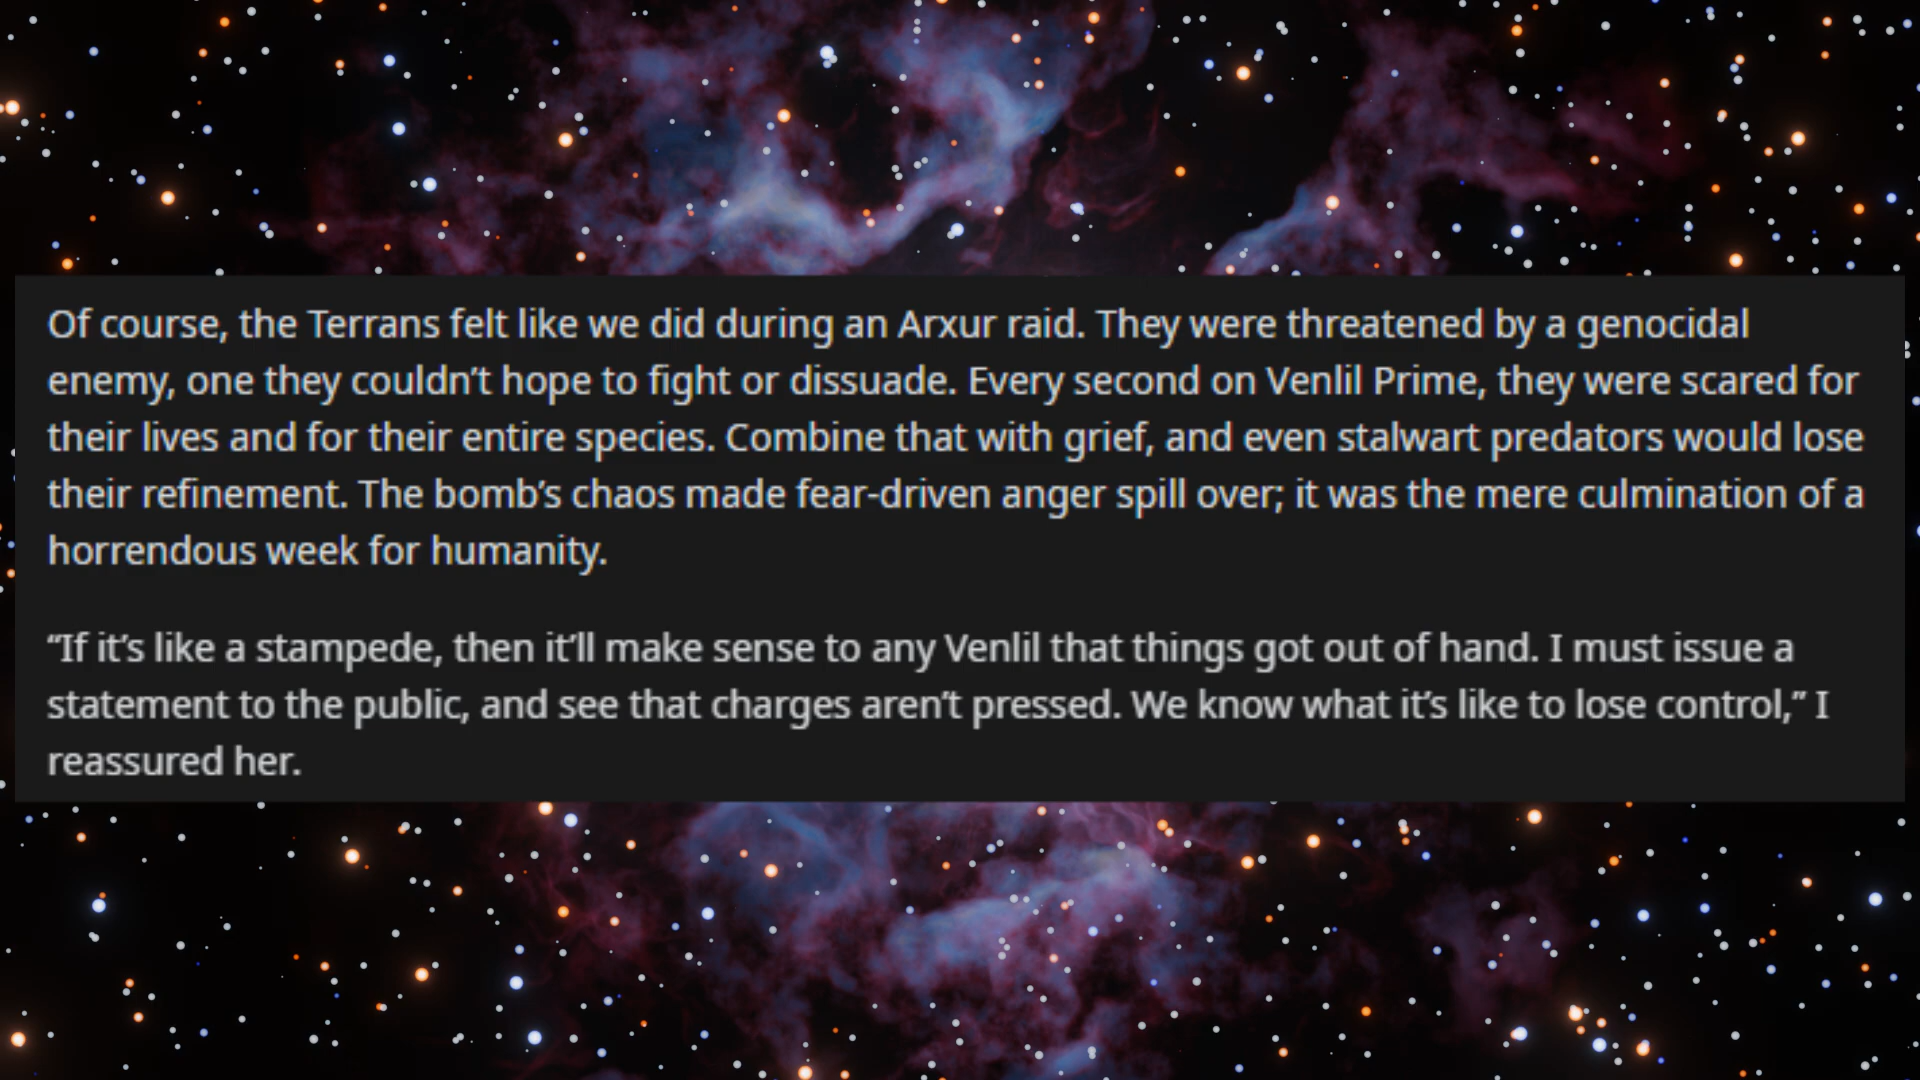 Of course, the Terrans felt like we did during an Arxur raid. They were threatened by a genocidal
enemy, one they couldn’t hope to fight or dissuade. Every second on Venlil Prime, they were scared for
their lives and for their entire species. Combine that with grief, and even stalwart predators would lose
their refinement. The bomb’s chaos made fear-driven anger spill over; it was the mere culmination of a
horrendous week for humanity.
“If it’s like a stampede, then it’ll make sense to any Venlil that things got out of hand. I must issue a
statement to the public, and see that charges aren’t pressed. We know what it’s like to lose control,” I
reassured her.